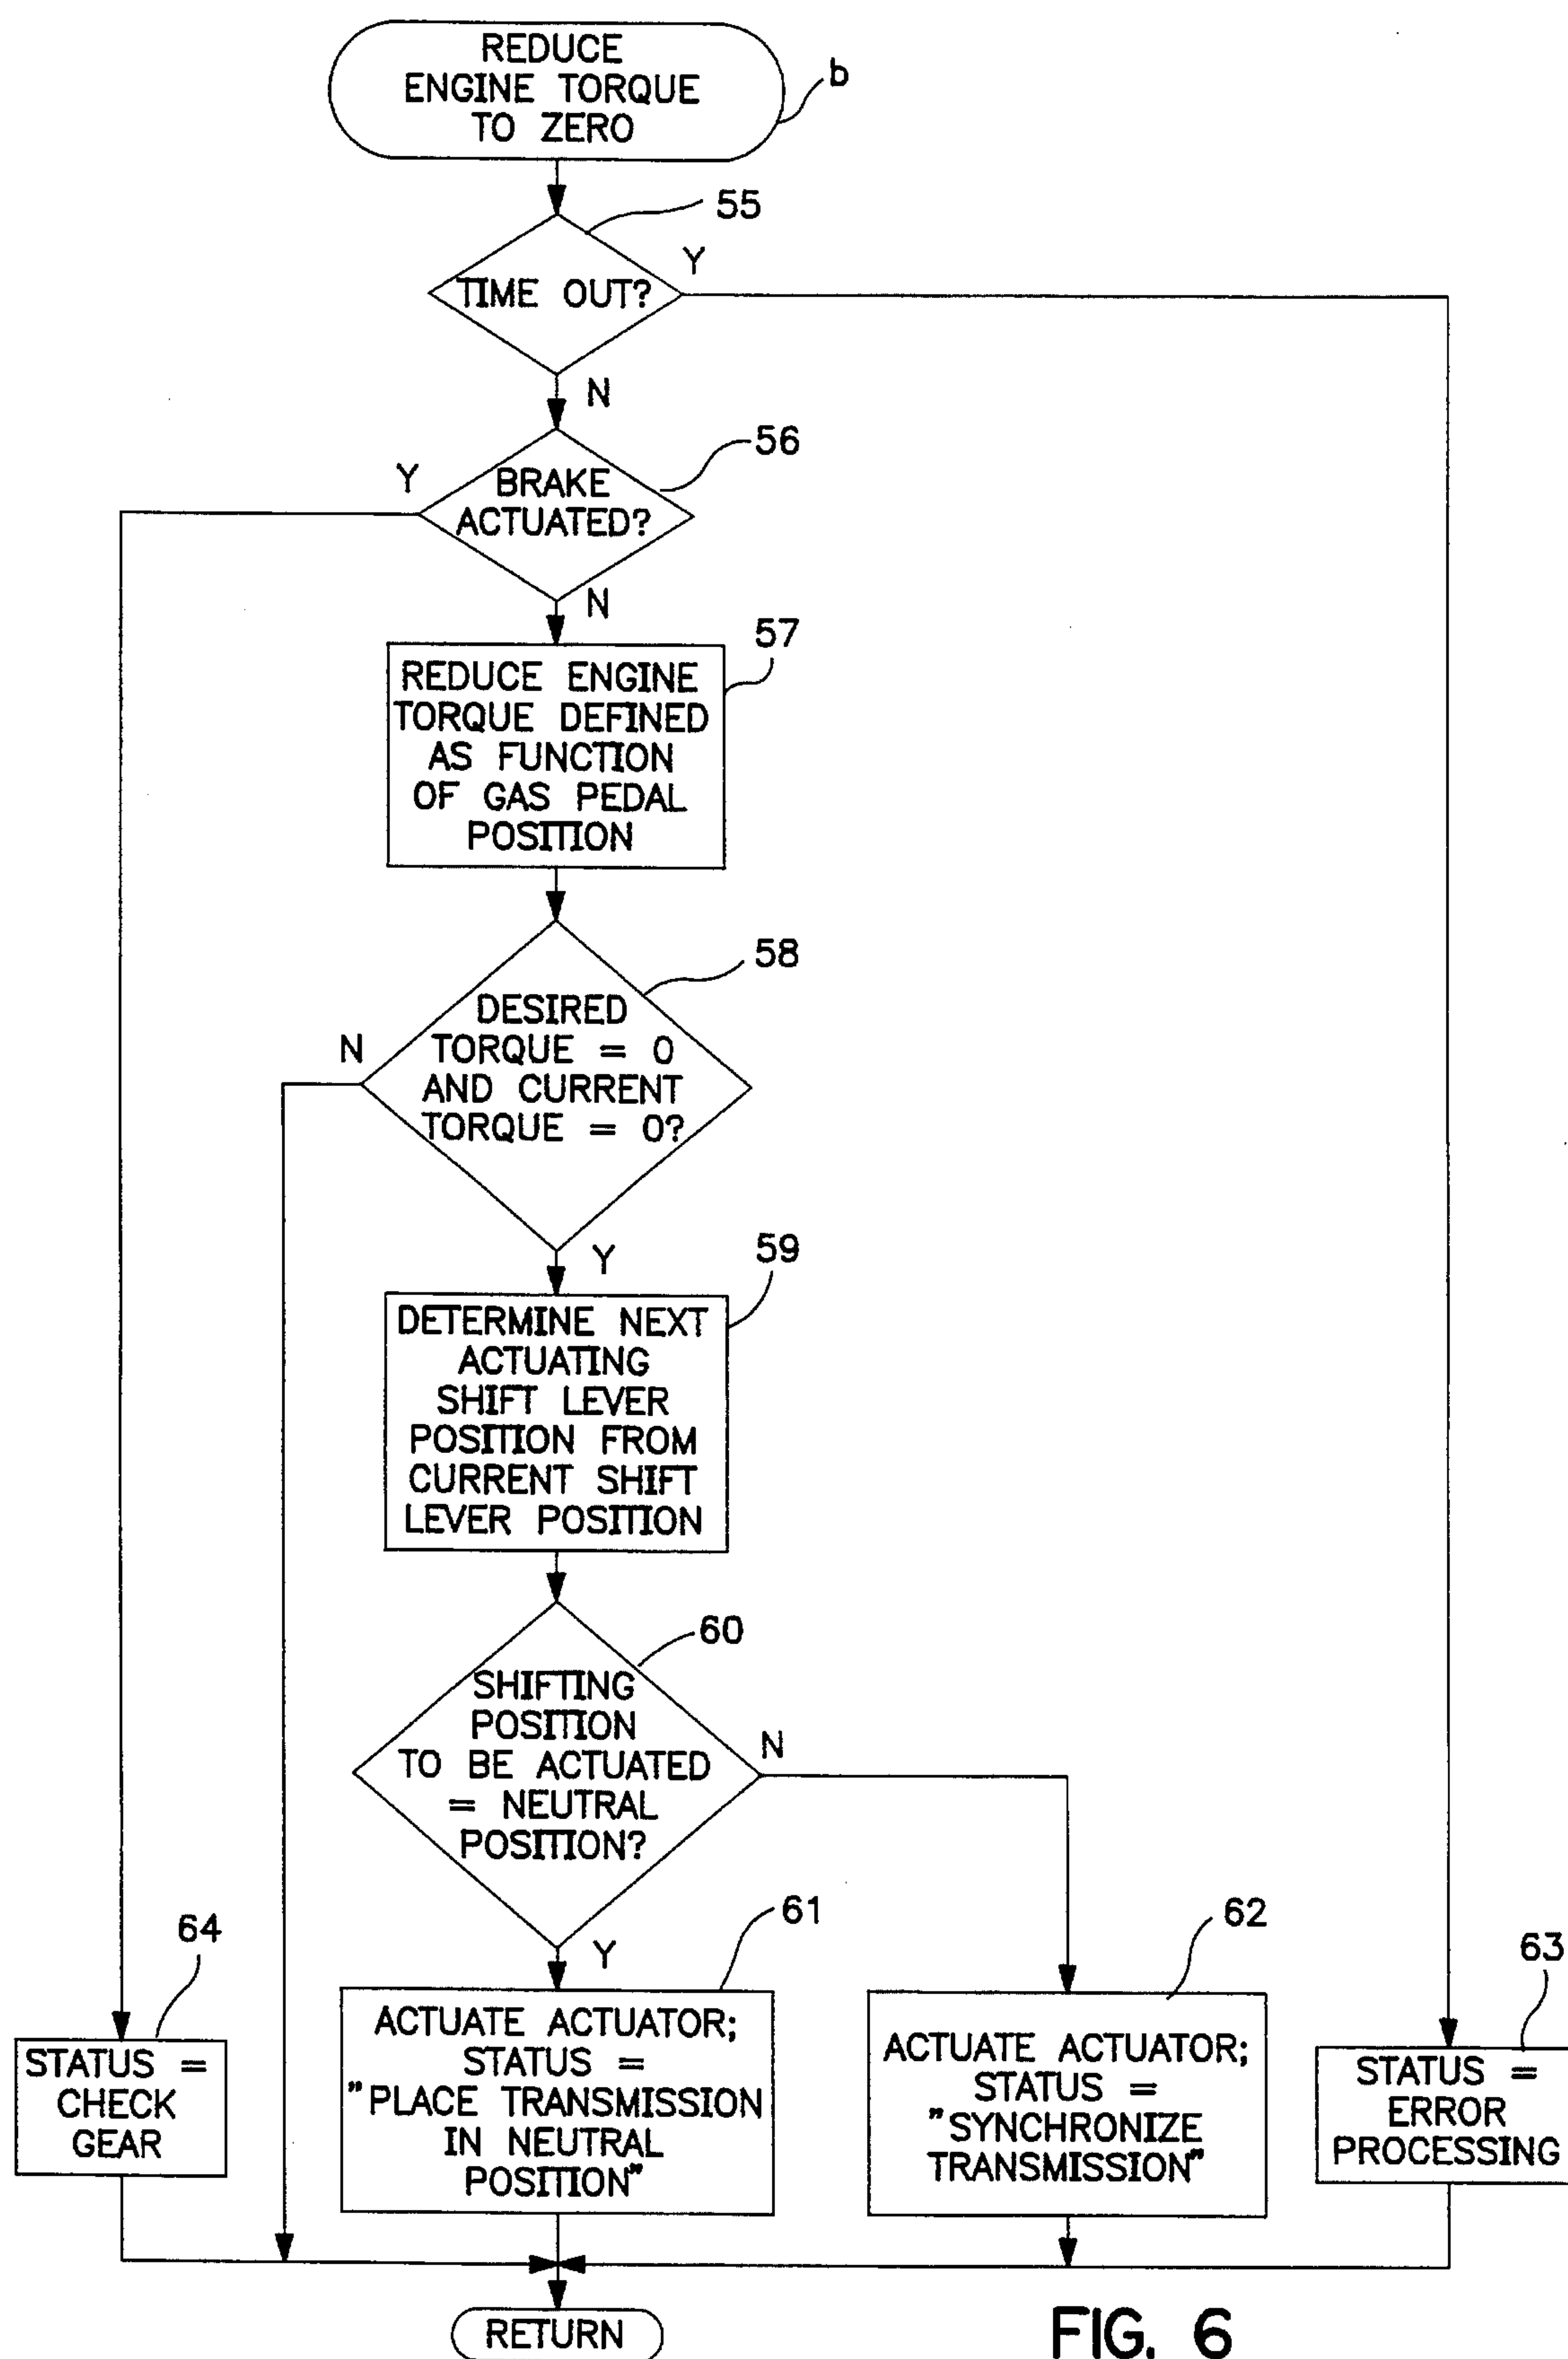 REDUCE
ENGINE TORQUE
TO ZERO
b
55
TIME OUT?
Y
N
56
Y
BRAKE
ACTUATED?
N
57
REDUCE ENGINE
TORQUE DEFINED
AS FUNCTION
OF GAS PEDAL
POSITION
58
N
DESIRED
TORQUE = 0
AND CURRENT
TORQUE = 0?
Y
59
DETERMINE NEXT
ACTUATING
SHIFT LEVER
POSITION FROM
CURRENT SHIFT
LEVER POSITION
60
SHIFTING
POSITION
TO BE ACTUATED
= NEUTRAL
POSITION?
N
Y
64
STATUS =
CHECK
GEAR
61
ACTUATE ACTUATOR;
STATUS =
"PLACE TRANSMISSION
IN NEUTRAL
POSITION"
62
ACTUATE ACTUATOR;
STATUS =
"SYNCHRONIZE
TRANSMISSION"
63
STATUS =
ERROR
PROCESSING
RETURN
FIG. 6